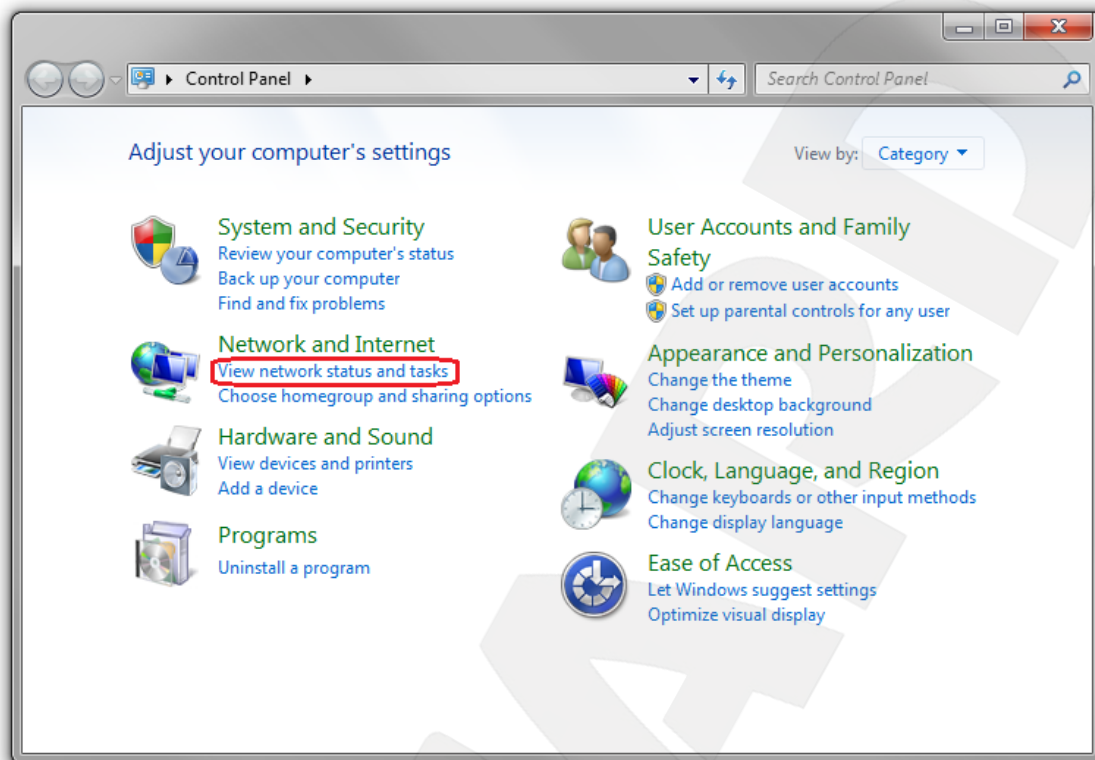 Control Panel
Search Control Panel
Adjust your computer's settings
View by: Category
System and Security
Review your computer's status
Back up your computer
Find and fix problems
Network and Internet
View network status and tasks
Choose homegroup and sharing options
Hardware and Sound
View devices and printers
Add a device
Programs
Uninstall a program
User Accounts and Family
Safety
Add or remove user accounts
Set up parental controls for any user
Appearance and Personalization
Change the theme
Change desktop background
Adjust screen resolution
Clock, Language, and Region
Change keyboards or other input methods
Change display language
Ease of Access
Let Windows suggest settings
Optimize visual display